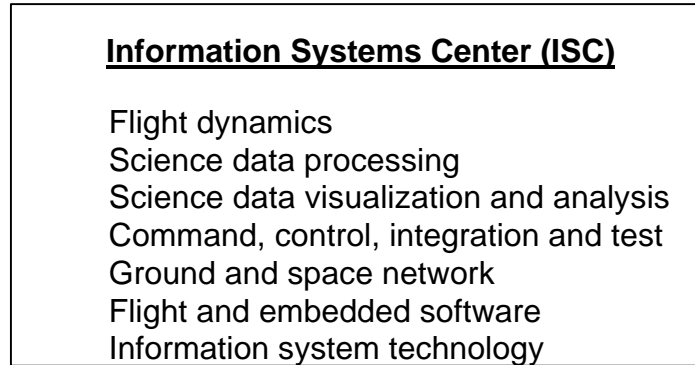 Information Systems Center (ISC)
Flight dynamics
Science data processing
Science data visualization and analysis
Command, control, integration and test
Ground and space network
Flight and embedded software
Information system technology